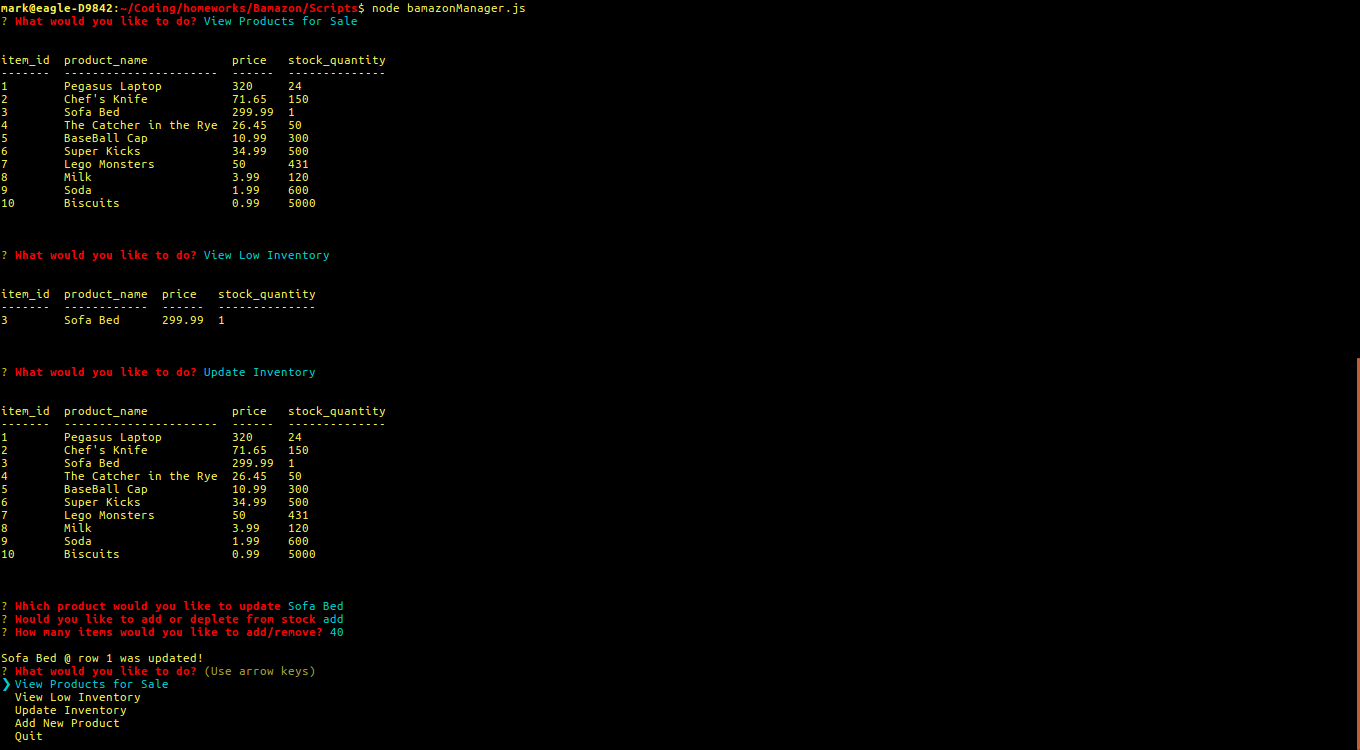 mark@eagle-D9842:~/Coding/homeworks/Bamazon/Scripts$ node bamazonManager.js
? What would you like to do? View Products for Sale
item_id  product_name            price   stock_quantity
-------  ----------------------  ------  --------------
1        Pegasus Laptop          320     24
2        Chef's Knife            71.65   150
3        Sofa Bed                299.99  1
4        The Catcher in the Rye  26.45   50
5        BaseBall Cap            10.99   300
6        Super Kicks             34.99   500
7        Lego Monsters           50      431
8        Milk                    3.99    120
9        Soda                    1.99    600
10       Biscuits                0.99    5000
? What would you like to do? View Low Inventory
item_id  product_name  price   stock_quantity
-------  ------------  ------  --------------
3        Sofa Bed      299.99  1
? What would you like to do? Update Inventory
item_id  product_name            price   stock_quantity
-------  ----------------------  ------  --------------
1        Pegasus Laptop          320     24
2        Chef's Knife            71.65   150
3        Sofa Bed                299.99  1
4        The Catcher in the Rye  26.45   50
5        BaseBall Cap            10.99   300
6        Super Kicks             34.99   500
7        Lego Monsters           50      431
8        Milk                    3.99    120
9        Soda                    1.99    600
10       Biscuits                0.99    5000
? Which product would you like to update Sofa Bed
? Would you like to add or deplete from stock add
? How many items would you like to add/remove? 40
Sofa Bed @ row 1 was updated!
? What would you like to do? (Use arrow keys)
❯ View Products for Sale
  View Low Inventory
  Update Inventory
  Add New Product
  Quit